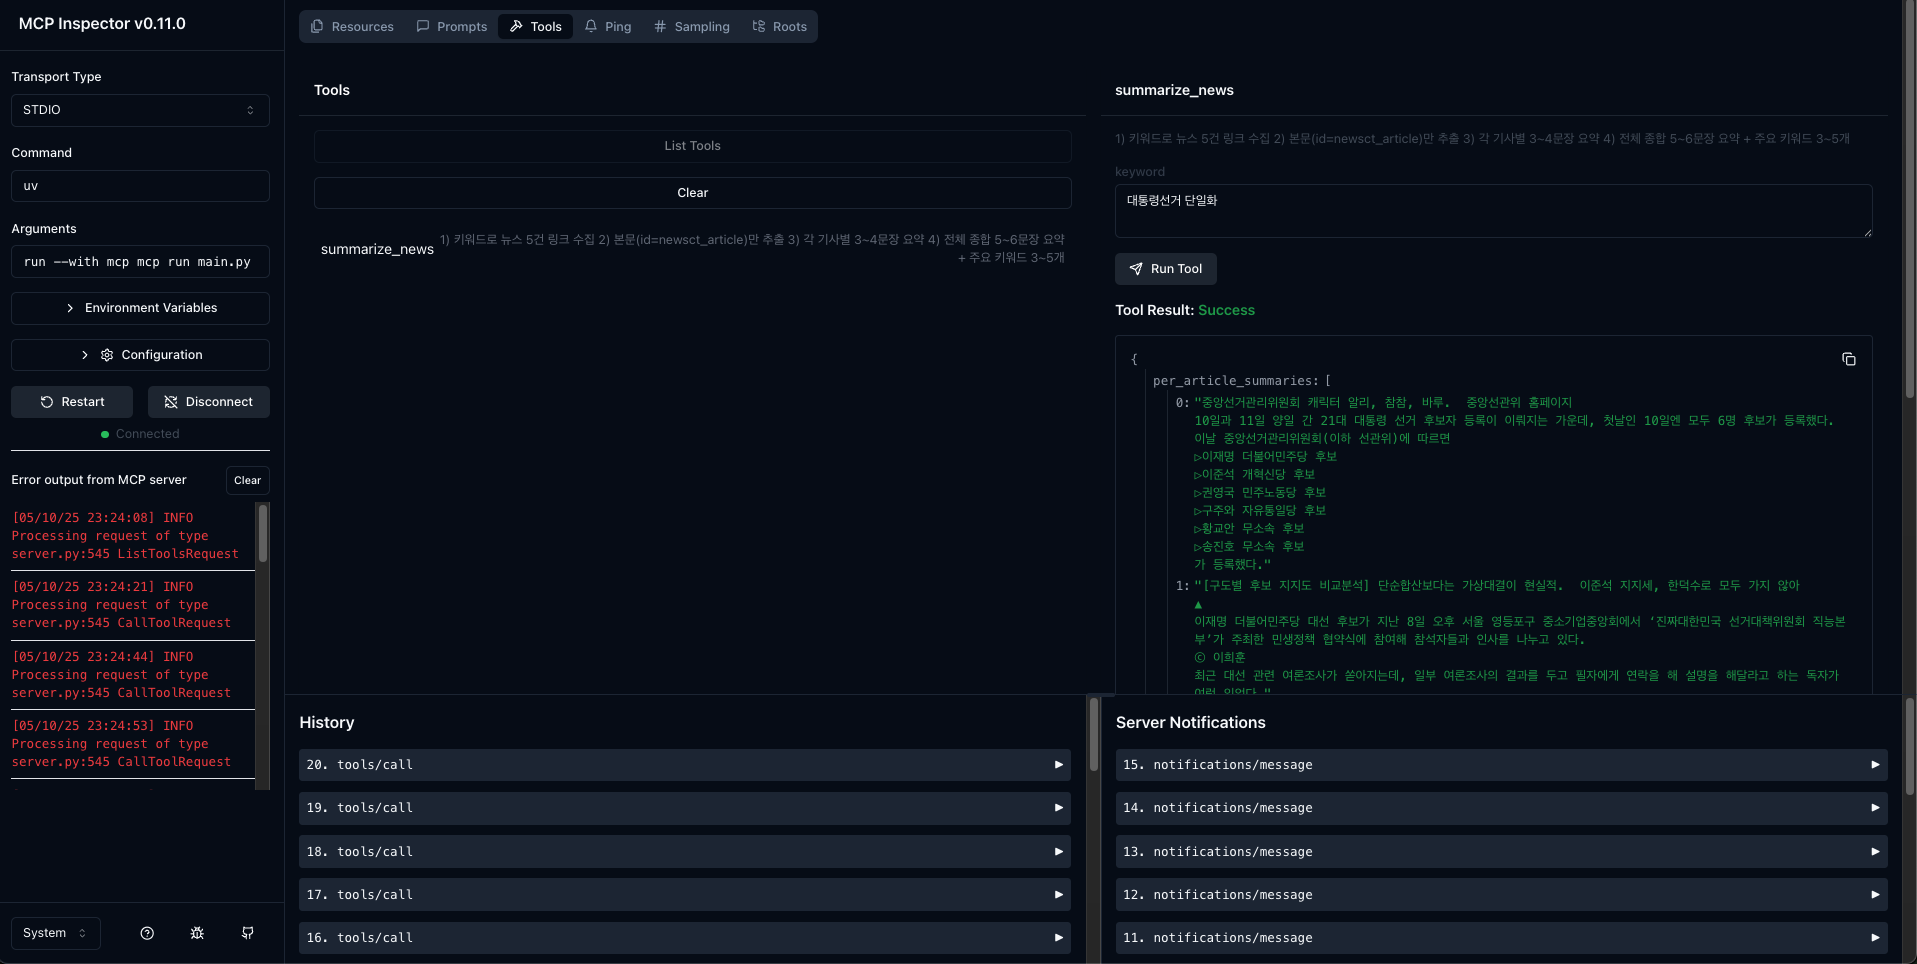 MCP Inspector v0.11.0
Transport Type
STDIO
Command
uv
Arguments
run --with mcp mcp run main.py
Environment Variables
Configuration
Restart
Disconnect
Connected
Error output from MCP server
Clear
[05/10/25 23:24:08] INFO
Processing request of type
server.py:545 ListToolsRequest
[05/10/25 23:24:21] INFO
Processing request of type
server.py:545 CallToolRequest
[05/10/25 23:24:44] INFO
Processing request of type
server.py:545 CallToolRequest
[05/10/25 23:24:53] INFO
Processing request of type
server.py:545 CallToolRequest
System
Resources
Prompts
Tools
Ping
Sampling
Roots
Tools
List Tools
Clear
summarize_news
1) 키워드로 뉴스 5건 링크 수집 2) 본문(id=newsct_article)만 추출 3) 각 기사별 3~4문장 요약 4) 전체 종합 5~6문장 요약
+ 주요 키워드 3~5개
summarize_news
1) 키워드로 뉴스 5건 링크 수집 2) 본문(id=newsct_article)만 추출 3) 각 기사별 3~4문장 요약 4) 전체 종합 5~6문장 요약 + 주요 키워드 3~5개
keyword
대통령선거 단일화
Run Tool
Tool Result: Success
{
per_article_summaries: [
0: "중앙선거관리위원회 캐릭터 알리, 참참, 바루.  중앙선관위 홈페이지
10일과 11일 양일 간 21대 대통령 선거 후보자 등록이 이뤄지는 가운데, 첫날인 10일엔 모두 6명 후보가 등록했다.
이날 중앙선거관리위원회(이하 선관위)에 따르면
▷이재명 더불어민주당 후보
▷이준석 개혁신당 후보
▷권영국 민주노동당 후보
▷구주와 자유통일당 후보
▷황교안 무소속 후보
▷송진호 무소속 후보
가 등록했다."
1: "[구도별 후보 지지도 비교분석] 단순합산보다는 가상대결이 현실적.  이준석 지지세, 한덕수로 모두 가지 않아
▲
이재명 더불어민주당 대선 후보가 지난 8일 오후 서울 영등포구 중소기업중앙회에서 ‘진짜대한민국 선거대책위원회 직능본
부’가 주최한 민생정책 협약식에 참여해 참석자들과 인사를 나누고 있다.
ⓒ 이희훈
최근 대선 관련 여론조사가 쏟아지는데, 일부 여론조사의 결과를 두고 필자에게 연락을 해 설명을 해달라고 하는 독자가
여럿 있었다."
History
20. tools/call
19. tools/call
18. tools/call
17. tools/call
16. tools/call
Server Notifications
15. notifications/message
14. notifications/message
13. notifications/message
12. notifications/message
11. notifications/message